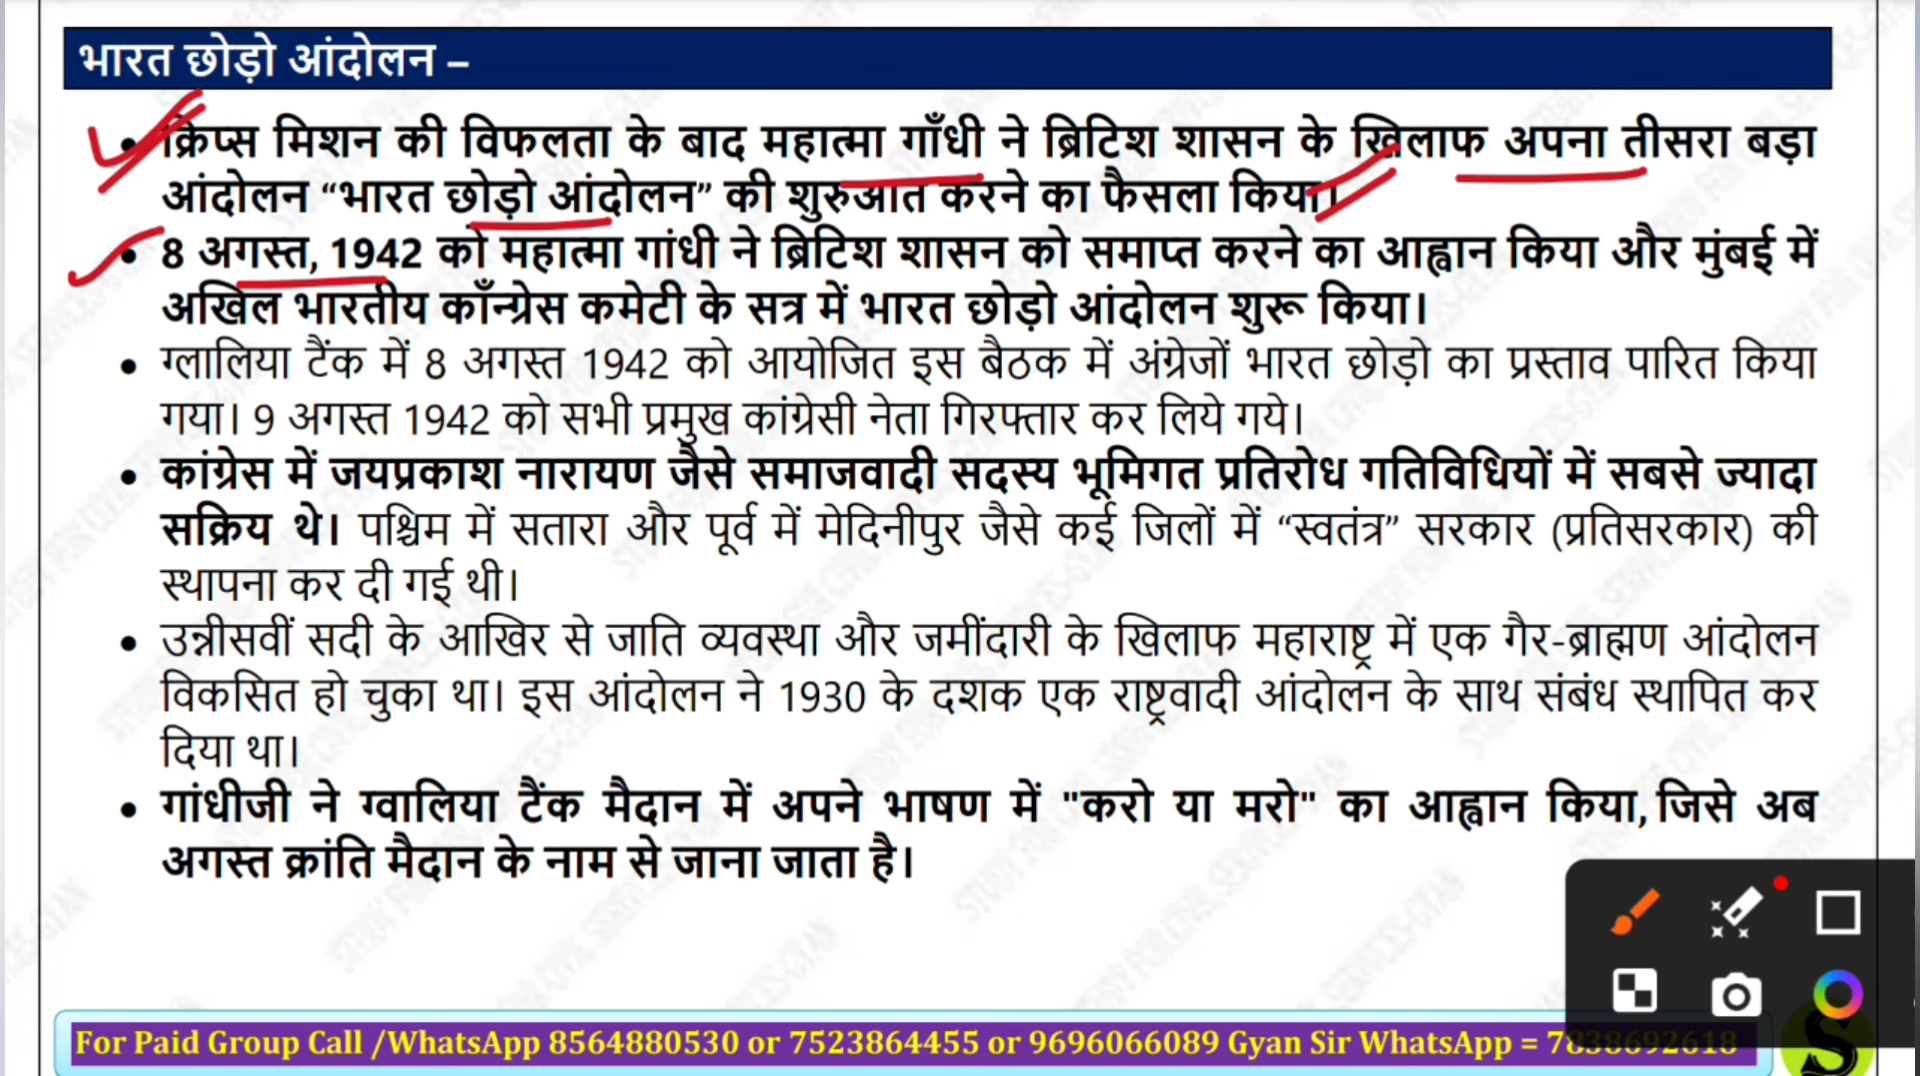 भारत छोड़ो आंदोलन –
• क्रिप्स मिशन की विफलता के बाद महात्मा गाँधी ने ब्रिटिश शासन के खिलाफ अपना तीसरा बड़ा
आंदोलन “भारत छोड़ो आंदोलन” की शुरुआत करने का फैसला किया।
• 8 अगस्त, 1942 को महात्मा गांधी ने ब्रिटिश शासन को समाप्त करने का आह्वान किया और मुंबई में
अखिल भारतीय काँन्ग्रेस कमेटी के सत्र में भारत छोड़ो आंदोलन शुरू किया।
• ग्लालिया टैंक में 8 अगस्त 1942 को आयोजित इस बैठक में अंग्रेजों भारत छोड़ो का प्रस्ताव पारित किया
गया। 9 अगस्त 1942 को सभी प्रमुख कांग्रेसी नेता गिरफ्तार कर लिये गये।
• कांग्रेस में जयप्रकाश नारायण जैसे समाजवादी सदस्य भूमिगत प्रतिरोध गतिविधियों में सबसे ज्यादा
सक्रिय थे। पश्चिम में सतारा और पूर्व में मेदिनीपुर जैसे कई जिलों में “स्वतंत्र” सरकार (प्रतिसरकार) की
स्थापना कर दी गई थी।
• उन्नीसवीं सदी के आखिर से जाति व्यवस्था और जमींदारी के खिलाफ महाराष्ट्र में एक गैर-ब्राह्मण आंदोलन
विकसित हो चुका था। इस आंदोलन ने 1930 के दशक एक राष्ट्रवादी आंदोलन के साथ संबंध स्थापित कर
दिया था।
• गांधीजी ने ग्वालिया टैंक मैदान में अपने भाषण में "करो या मरो" का आह्वान किया, जिसे अब
अगस्त क्रांति मैदान के नाम से जाना जाता है।
For Paid Group Call /WhatsApp 8564880530 or 7523864455 or 9696066089 Gyan Sir WhatsApp = 7838692618
S